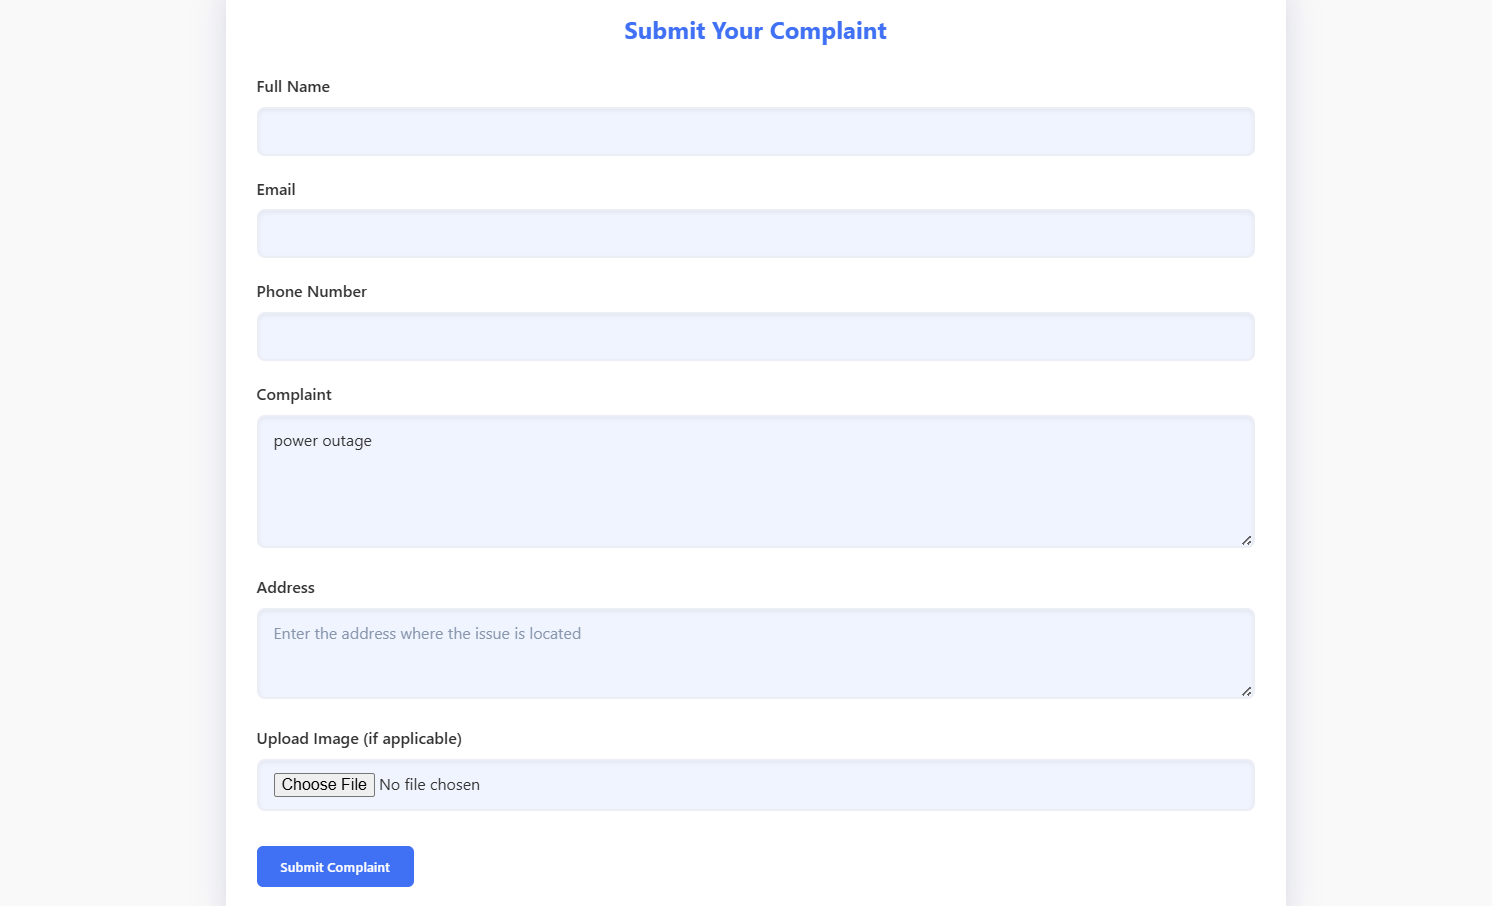 Submit Your Complaint
Full Name
Email
Phone Number
Complaint
power outage
Address
Enter the address where the issue is located
Upload Image (if applicable)
Choose File No file chosen
Submit Complaint